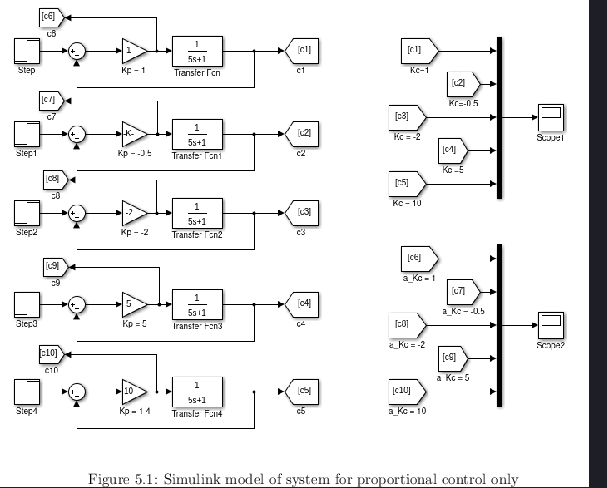 [c6]
c6
Step
1
Kp = 1
1
5s+1
Transfer Fcn
[c1]
c1
[c7]
c7
Step1
-K-
Kp = -0.5
1
5s+1
Transfer Fcn1
[c2]
c2
[c8]
c8
Step2
-2
Kp = -2
1
5s+1
Transfer Fcn2
[c3]
c3
[c9]
c9
Step3
5
Kp = 5
1
5s+1
Transfer Fcn3
[c4]
c4
[c10]
c10
Step4
10
Kp = 1 4
1
5s+1
Transfer Fcn4
[c5]
c5
[c1]
Kc=1
[c2]
Kc=-0.5
[c3]
Kc = -2
[c4]
Kc =5
[c5]
Kc = 10
Scope1
[c6]
a_Kc = 1
[c7]
a_Kc = -0.5
[c8]
a_Kc = -2
[c9]
a_Kc = 5
[c10]
a_Kc = 10
Scope2
Figure 5.1: Simulink model of system for proportional control only